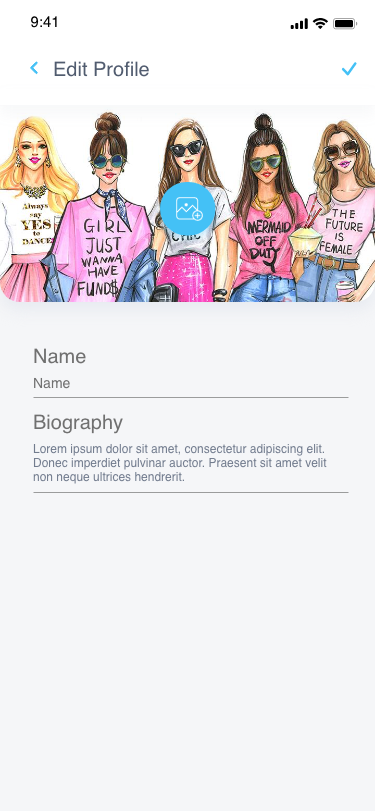 9:41
Edit Profile
Always
say
YES
to
DANCE
GIRL
JUST
WANNA
HAVE
FUND$
MERMAID
OFF
DUTY
THE
FUTURE
IS
FEMALE
Name
Name
Biography
Lorem ipsum dolor sit amet, consectetur adipiscing elit.
Donec imperdiet pulvinar auctor. Praesent sit amet velit
non neque ultrices hendrerit.